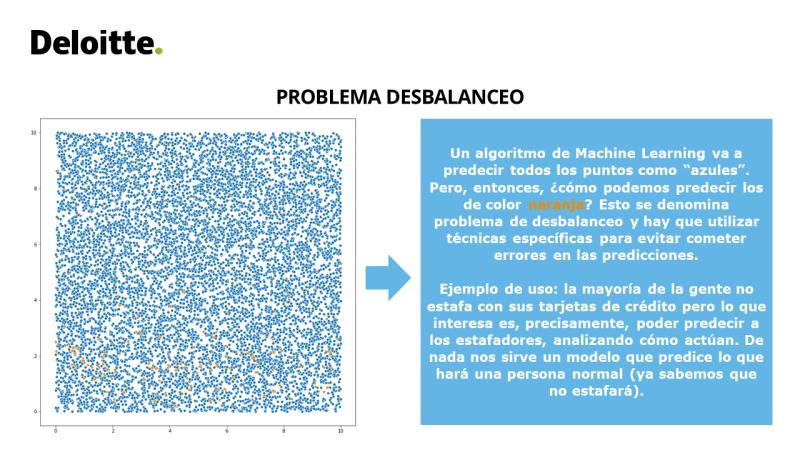 Deloitte.
PROBLEMA DESBALANCEO
10
8
6
4
2
0
0 2 4 6 8 10
Un algoritmo de Machine Learning va a
predecir todos los puntos como “azules”.
Pero, entonces, ¿cómo podemos predecir los
de color naranja? Esto se denomina
problema de desbalanceo y hay que utilizar
técnicas específicas para evitar cometer
errores en las predicciones.
Ejemplo de uso: la mayoría de la gente no
estafa con sus tarjetas de crédito pero lo que
interesa es, precisamente, poder predecir a
los estafadores, analizando cómo actúan. De
nada nos sirve un modelo que predice lo que
hará una persona normal (ya sabemos que
no estafará).